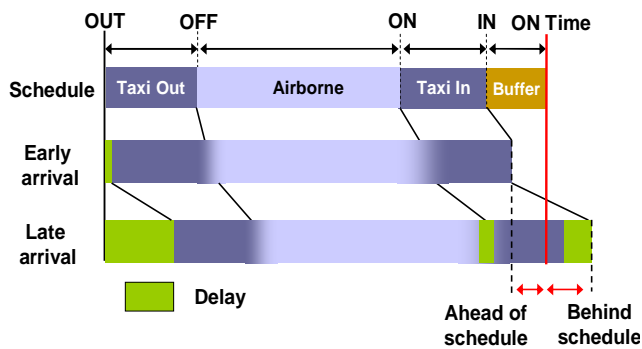 OUT OFF ON IN ON Time
Schedule Taxi Out Airborne Taxi In Buffer
Early
arrival
Late
arrival
Delay
Ahead of
schedule
Behind
schedule